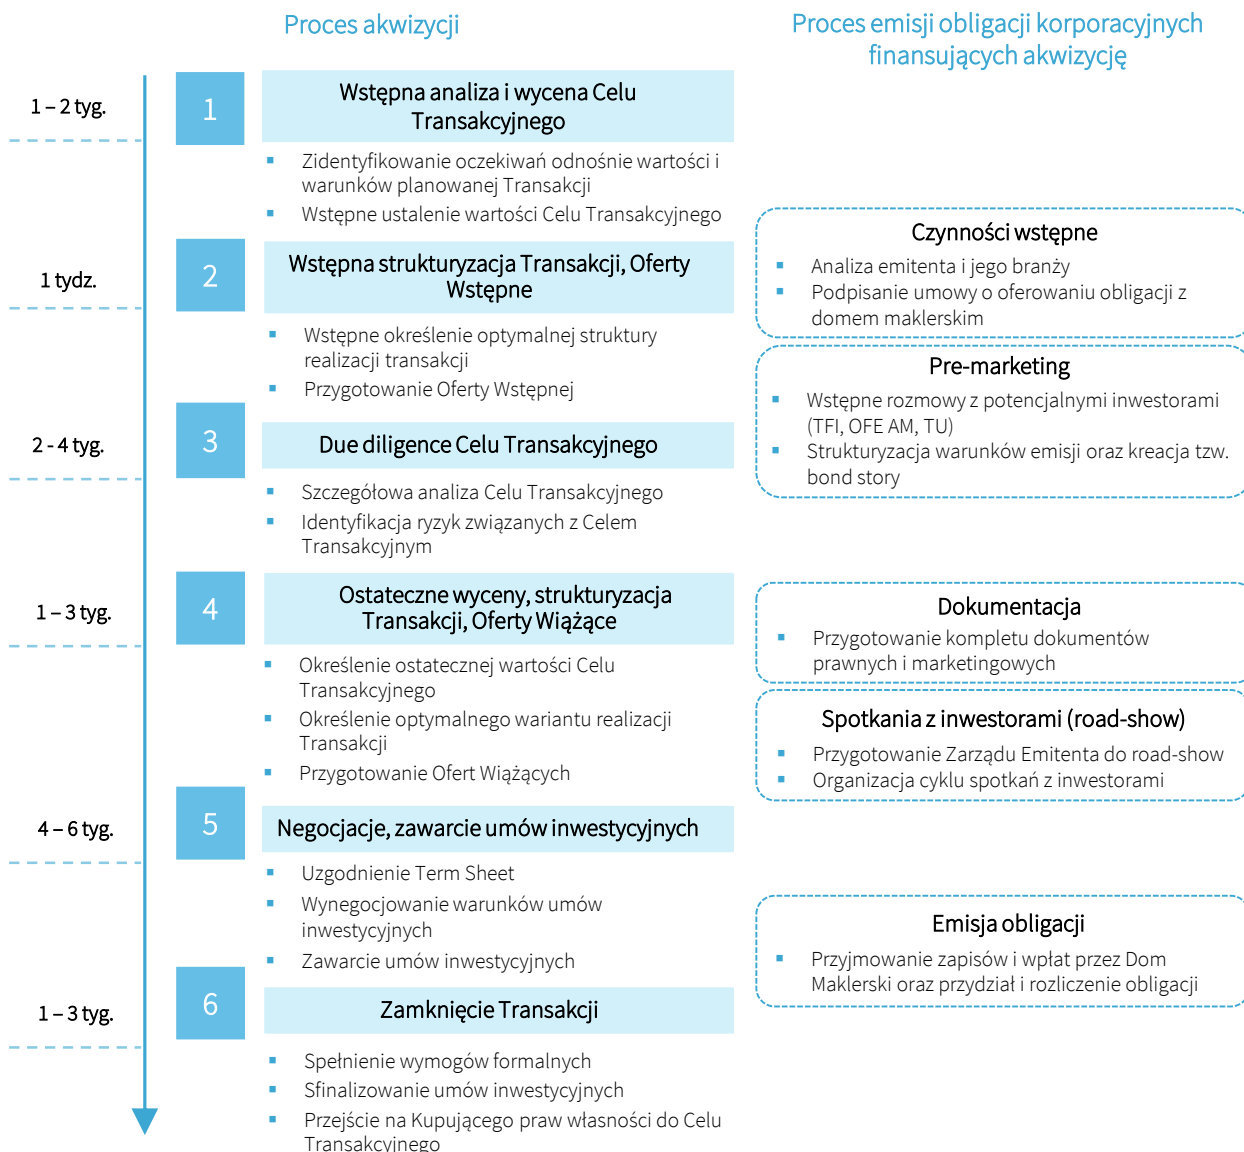 Proces akwizycji
Proces emisji obligacji korporacyjnych
finansujących akwizycję
1 – 2 tyg.
1
Wstępna analiza i wycena Celu
Transakcyjnego
Zidentyfikowanie oczekiwań odnośnie wartości i
warunków planowanej Transakcji
Wstępne ustalenie wartości Celu Transakcyjnego
1 tydz.
2
Wstępna strukturyzacja Transakcji, Oferty
Wstępne
Wstępne określenie optymalnej struktury
realizacji transakcji
Przygotowanie Oferty Wstępnej
Czynności wstępne
Analiza emitenta i jego branży
Podpisanie umowy o oferowaniu obligacji z
domem maklerskim
Pre-marketing
Wstępne rozmowy z potencjalnymi inwestorami
(TFI, OFE AM, TU)
Strukturyzacja warunków emisji oraz kreacja tzw.
bond story
2 - 4 tyg.
3
Due diligence Celu Transakcyjnego
Szczegółowa analiza Celu Transakcyjnego
Identyfikacja ryzyk związanych z Celem
Transakcyjnym
1 – 3 tyg.
4
Ostateczne wyceny, strukturyzacja
Transakcji, Oferty Wiążące
Określenie ostatecznej wartości Celu
Transakcyjnego
Określenie optymalnego wariantu realizacji
Transakcji
Przygotowanie Ofert Wiążących
Dokumentacja
Przygotowanie kompletu dokumentów
prawnych i marketingowych
Spotkania z inwestorami (road-show)
Przygotowanie Zarządu Emitenta do road-show
Organizacja cyklu spotkań z inwestorami
4 – 6 tyg.
5
Negocjacje, zawarcie umów inwestycyjnych
Uzgodnienie Term Sheet
Wynegocjowanie warunków umów
inwestycyjnych
Zawarcie umów inwestycyjnych
Emisja obligacji
Przyjmowanie zapisów i wpłat przez Dom
Maklerski oraz przydział i rozliczenie obligacji
1 – 3 tyg.
6
Zamknięcie Transakcji
Spełnienie wymogów formalnych
Sfinalizowanie umów inwestycyjnych
Przejście na Kupującego praw własności do Celu
Transakcyjnego